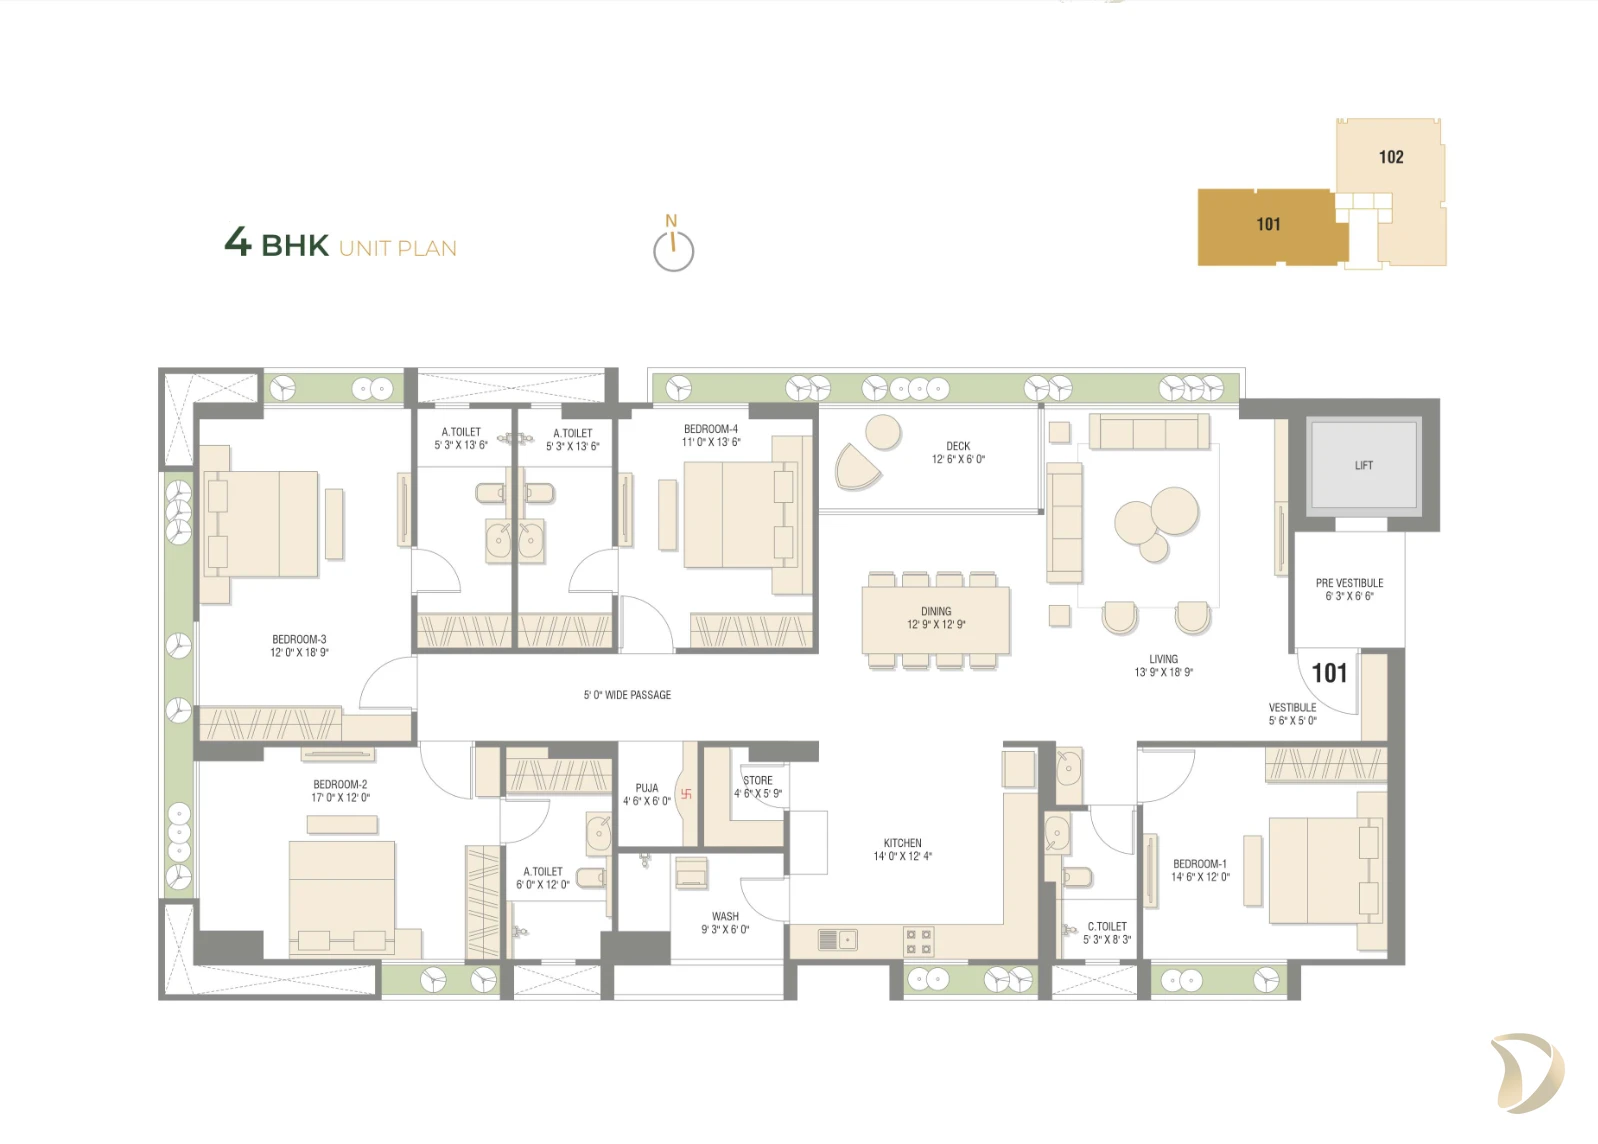 102
101
N
4 BHK UNIT PLAN
A.TOILET
5' 3" X 13' 6"
A.TOILET
5' 3" X 13' 6"
BEDROOM-4
11' 0" X 13' 6"
DECK
12' 6" X 6' 0"
LIFT
PRE VESTIBULE
6' 3" X 6' 6"
DINING
12' 9" X 12' 9"
BEDROOM-3
12' 0" X 18' 9"
LIVING
13' 9" X 18' 9"
101
5' 0" WIDE PASSAGE
VESTIBULE
5' 6" X 5' 0"
BEDROOM-2
17' 0" X 12' 0"
PUJA
4' 6" X 6' 0"
STORE
4' 6" X 5' 9"
KITCHEN
14' 0" X 12' 4"
A.TOILET
6' 0" X 12' 0"
BEDROOM-1
14' 6" X 12' 0"
WASH
9' 3" X 6' 0"
C.TOILET
5' 3" X 8' 3"